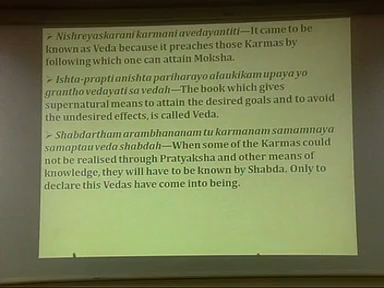 ➢ Nishreyaskarani karmani avedayantiti—It came to be
known as Veda because it preaches those Karmas by
following which one can attain Moksha.
➢ Ishta-prapti anishta pariharayo alaukikam upaya yo
grantho vedayati sa vedah—The book which gives
supernatural means to attain the desired goals and to avoid
the undesired effects, is called Veda.
➢ Shabdartham arambhananam tu karmanam samamnaya
samaptau veda shabdah—When some of the Karmas could
not be realised through Pratyaksha and other means of
knowledge, they will have to be known by Shabda. Only to
declare this Vedas have come into being.